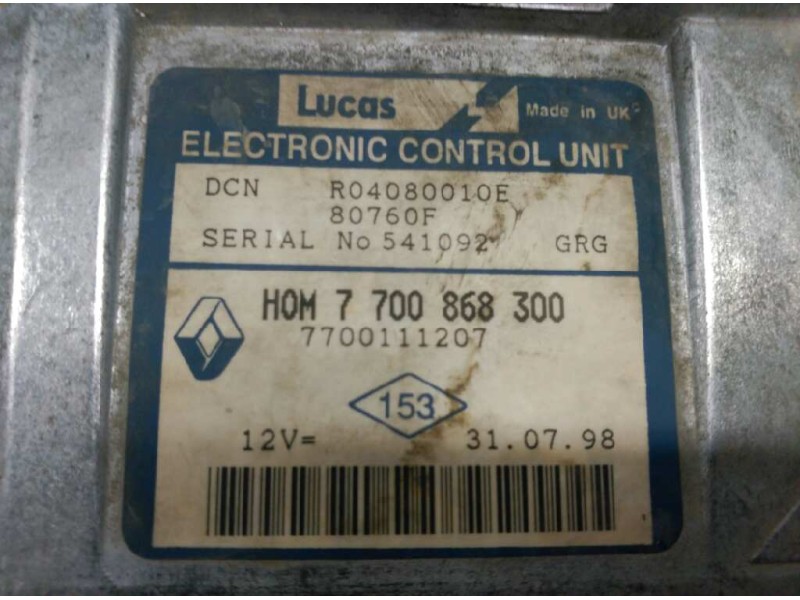 Lucas Made in UK
ELECTRONIC CONTROL UNIT
DCN R04080010E
80760F
SERIAL No 541092 GRG
HOM 7 700 868 300
7700111207
153
12V= 31.07.98